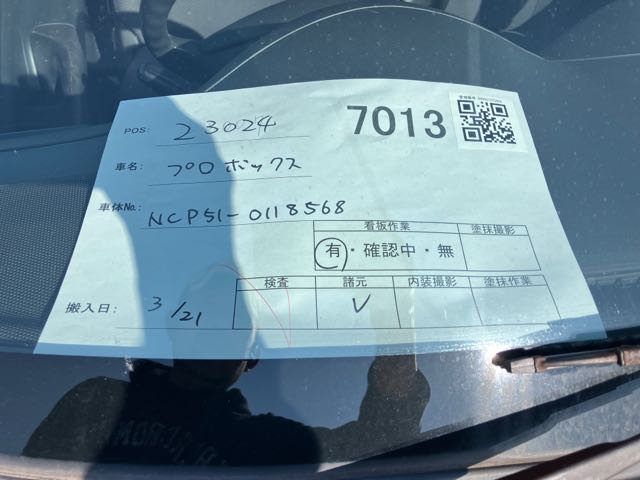 POS: 23024
7013
車名: プロボックス
車体No. NCP51-0118568
看板作業 塗抹撮影
有・確認中・無
検査 諸元 内装撮影 塗抹作業
V
搬入日: 3/21